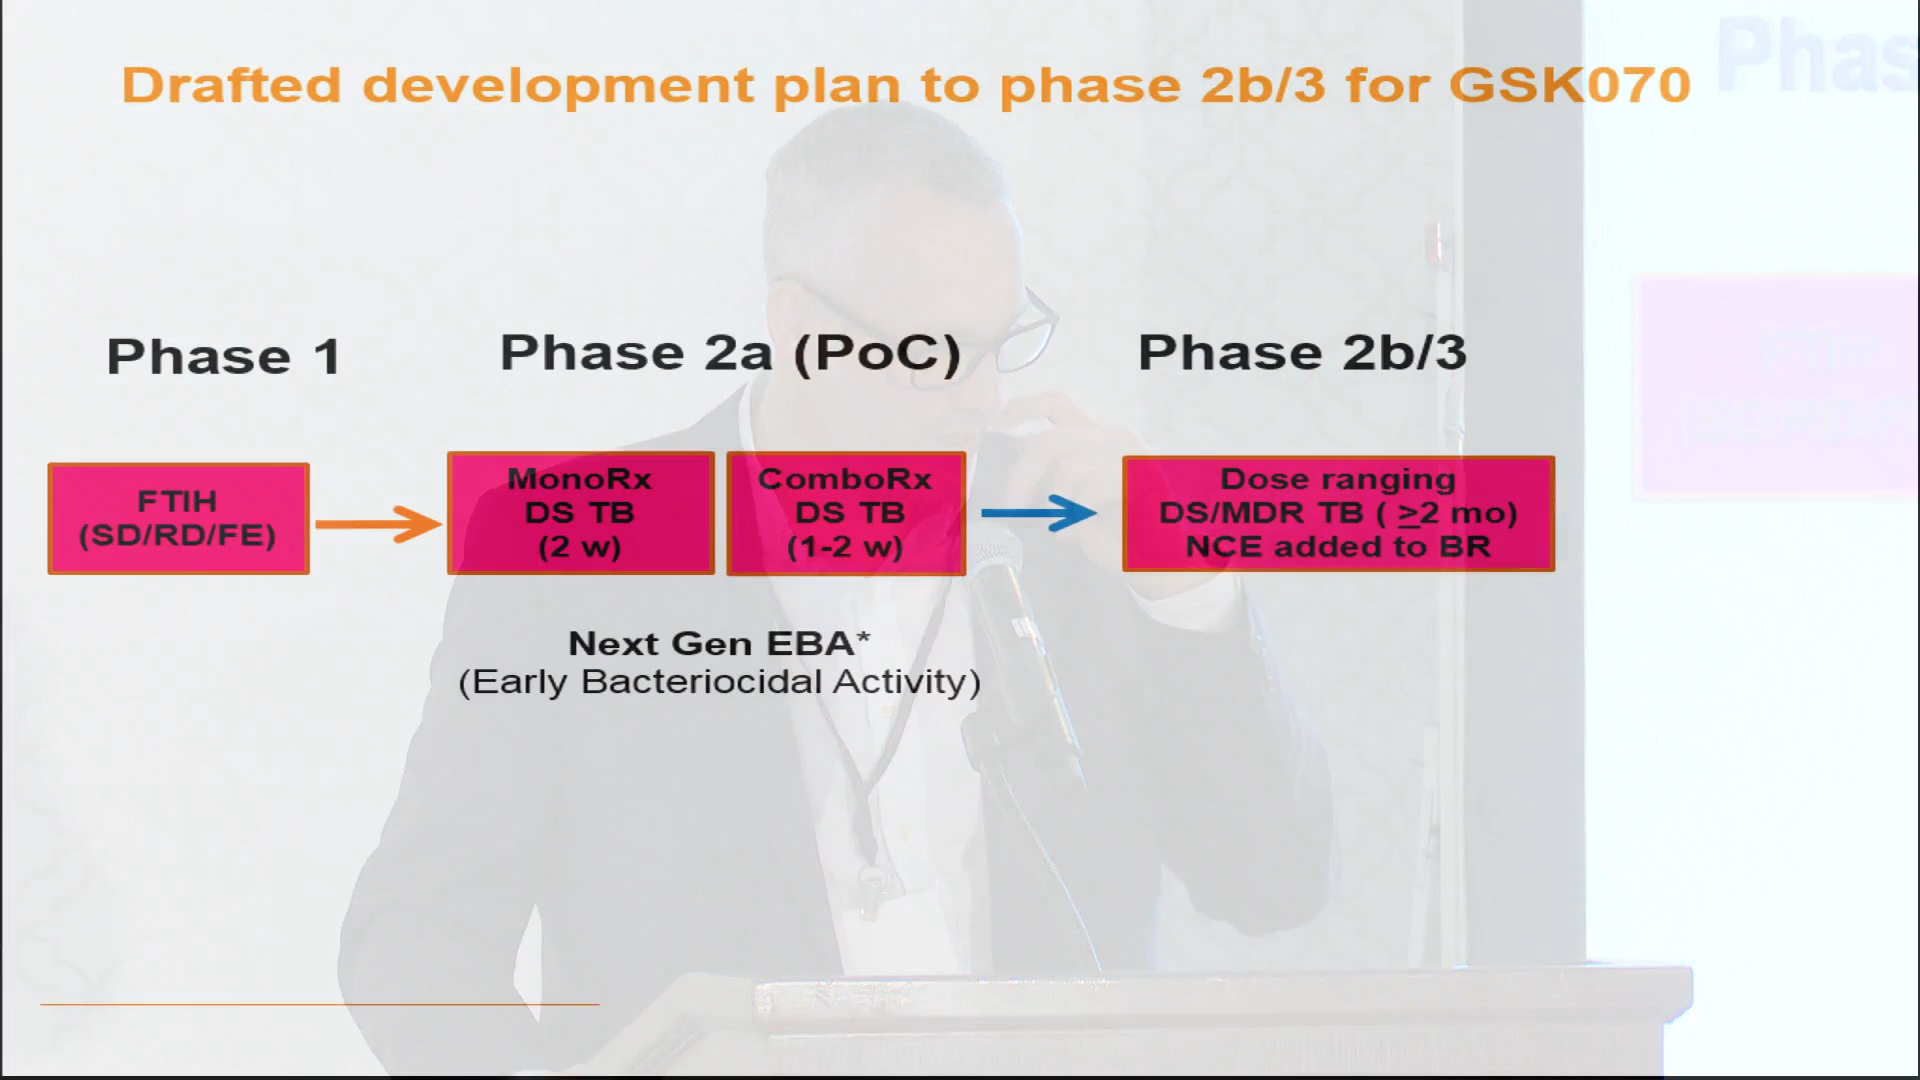 Drafted development plan to phase 2b/3 for GSK070
Phas
Phase 1
Phase 2a (PoC)
Phase 2b/3
FTIH
(SD/RD/FE)
MonoRx
DS TB
(2 w)
ComboRx
DS TB
(1-2 w)
Dose ranging
DS/MDR TB ( ≥2 mo)
NCE added to BR
Next Gen EBA*
(Early Bacteriocidal Activity)